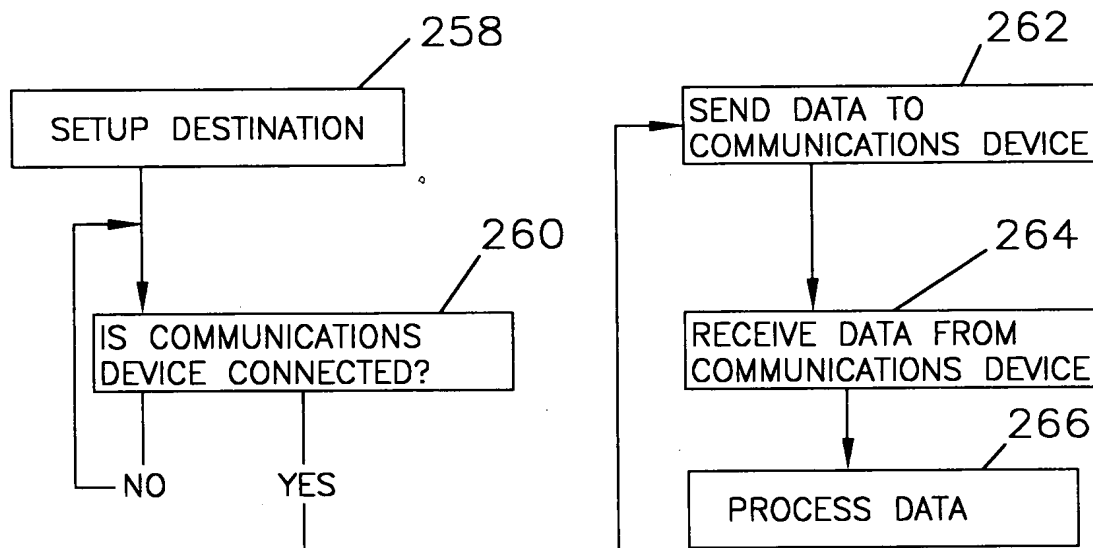 258
SETUP DESTINATION
260
IS COMMUNICATIONS
DEVICE CONNECTED?
NO
YES
262
SEND DATA TO
COMMUNICATIONS DEVICE
264
RECEIVE DATA FROM
COMMUNICATIONS DEVICE
266
PROCESS DATA